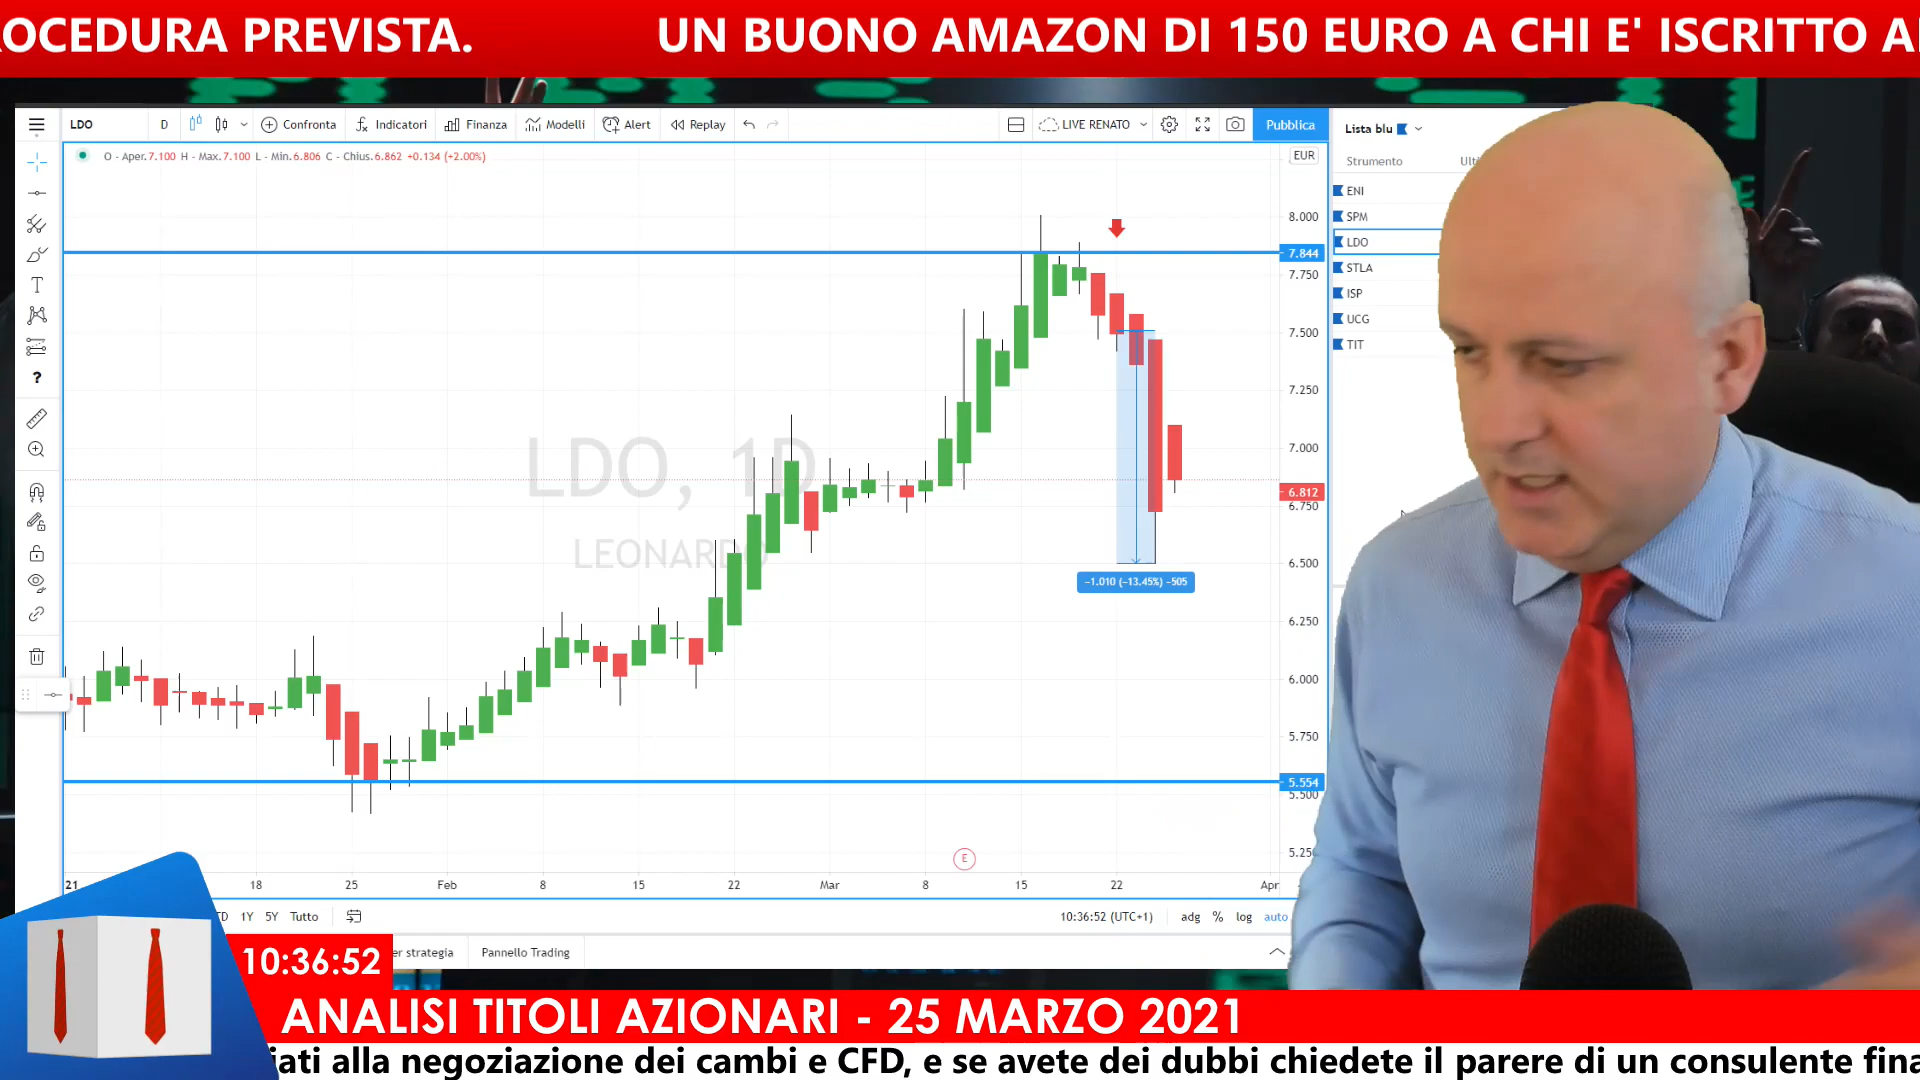 OCEDURA PREVISTA. UN BUONO AMAZON DI 150 EURO A CHI E' ISCRITTO
LDO D Confronta Indicatori Finanza Modelli Alert Replay LIVE RENATO Pubblica
Lista blu
O - Aper.7.100 H - Max.7.100 L - Min.6.806 C - Chius.6.862 +0.134 (+2.00%)
EUR
Strumento
ENI
SPM
LDO
STLA
ISP
UCG
TIT
8.000
7.844
7.750
7.500
7.250
7.000
6.812
6.750
6.500
6.250
6.000
5.750
5.554
5.500
LDO, 1D
LEONARDO
−1.010 (−13.45%) −505
E
21 18 25 Feb 8 15 22 Mar 8 15 22 Apr
1Y 5Y Tutto
10:36:52 (UTC+1) adg % log auto
strategia Pannello Trading
10:36:52
ANALISI TITOLI AZIONARI - 25 MARZO 2021
iati alla negoziazione dei cambi e CFD, e se avete dei dubbi chiedete il parere di un consulente fina